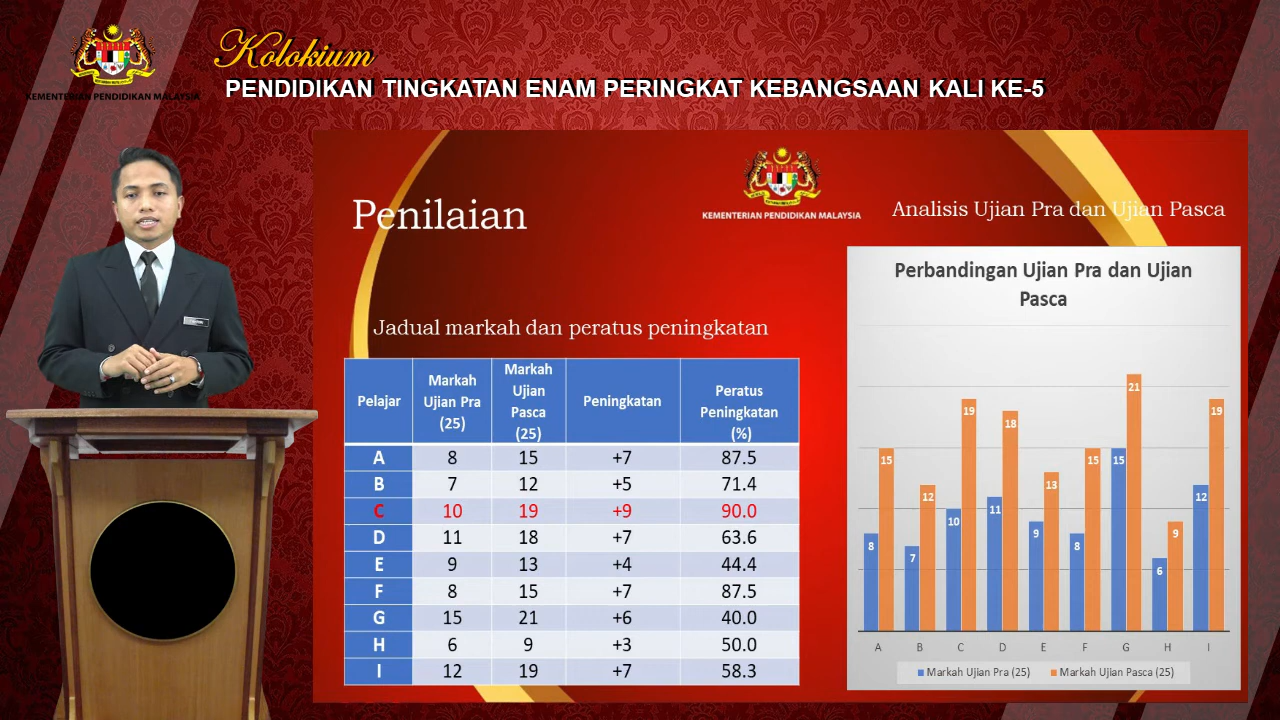 Kolokium
PENDIDIKAN TINGKATAN ENAM PERINGKAT KEBANGSAAN KALI KE-5
KEMENTERIAN PENDIDIKAN MALAYSIA
KEMENTERIAN PENDIDIKAN MALAYSIA
Penilaian
Analisis Ujian Pra dan Ujian Pasca
Jadual markah dan peratus peningkatan
Pelajar Markah Ujian Pra (25) Markah Ujian Pasca (25) Peningkatan Peratus Peningkatan (%)
A 8 15 +7 87.5
B 7 12 +5 71.4
C 10 19 +9 90.0
D 11 18 +7 63.6
E 9 13 +4 44.4
F 8 15 +7 87.5
G 15 21 +6 40.0
H 6 9 +3 50.0
I 12 19 +7 58.3
Perbandingan Ujian Pra dan Ujian
Pasca
8 15 7 12 10 19 11 18 9 13 8 15 15 21 6 9 12 19
A B C D E F G H I
Markah Ujian Pra (25) Markah Ujian Pasca (25)